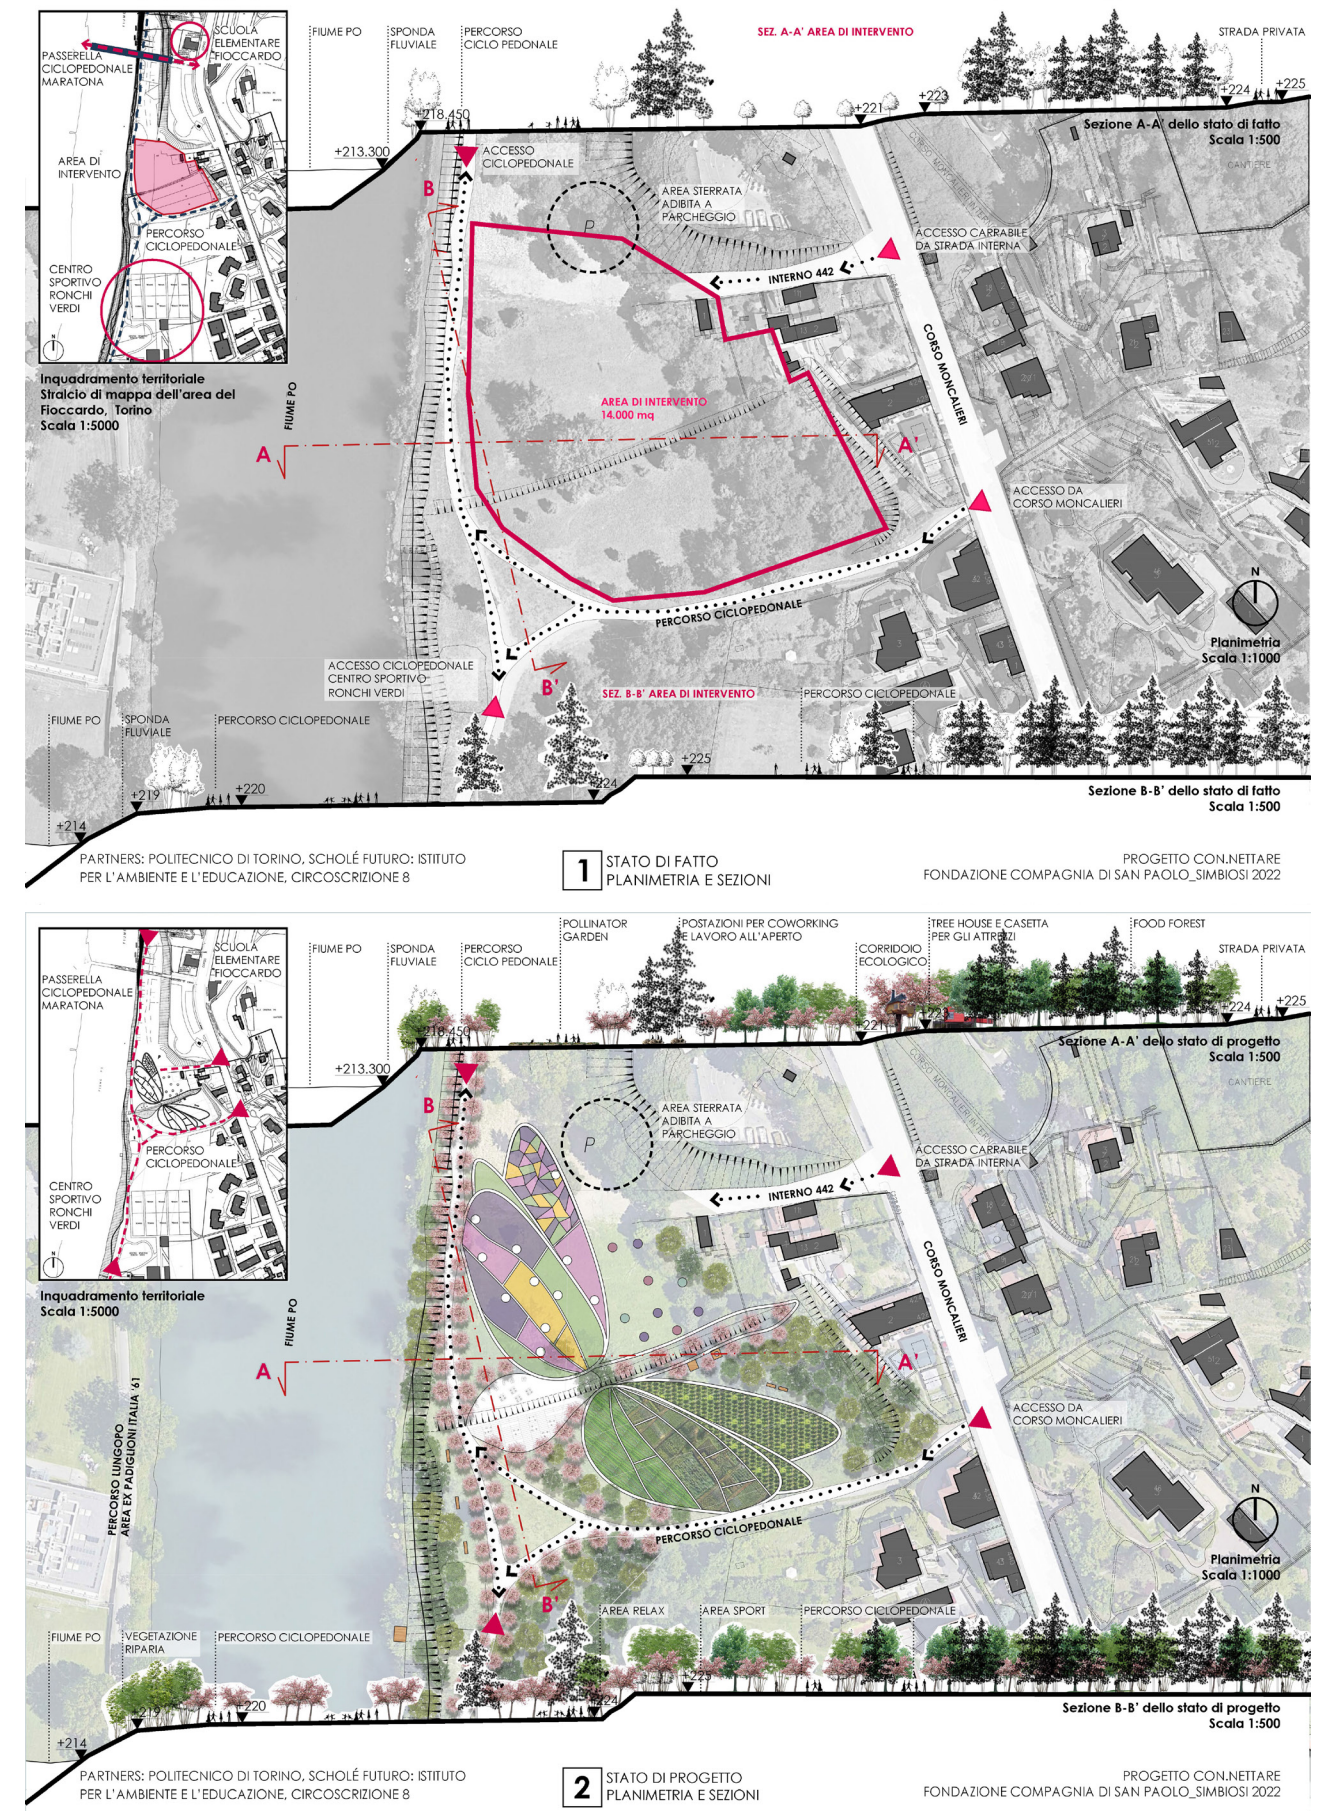 SCUOLA
ELEMENTARE
FIOCCARDO
PASSERELLA
CICLOPEDONALE
MARATONA
AREA DI
INTERVENTO
PERCORSO
CICLOPEDONALE
CENTRO
SPORTIVO
RONCHI
VERDI
N
Inquadramento territoriale
Stralcio di mappa dell'area del
Fioccardo, Torino
Scala 1:5000
FIUME PO
SPONDA
FLUVIALE
PERCORSO
CICLO PEDONALE
SEZ. A-A' AREA DI INTERVENTO
STRADA PRIVATA
+213.300
+218.450
+221
+223
+224
+225
Sezione A-A' dello stato di fatto
Scala 1:500
CANTIERE
ACCESSO
CICLOPEDONALE
B
AREA STERRATA
ADIBITA A
PARCHEGGIO
P
ACCESSO CARRABILE
DA STRADA INTERNA
INTERNO 442
CORSO MONCALIERI
FIUME PO
AREA DI INTERVENTO
14.000 mq
A
A'
ACCESSO DA
CORSO MONCALIERI
PERCORSO CICLOPEDONALE
N
Planimetria
Scala 1:1000
ACCESSO CICLOPEDONALE
CENTRO SPORTIVO
RONCHI VERDI
B'
SEZ. B-B' AREA DI INTERVENTO
PERCORSO CICLOPEDONALE
FIUME PO
SPONDA
FLUVIALE
PERCORSO CICLOPEDONALE
+214
+219
+220
+225
Sezione B-B' dello stato di fatto
Scala 1:500
PARTNERS: POLITECNICO DI TORINO, SCHOLÉ FUTURO: ISTITUTO
PER L'AMBIENTE E L'EDUCAZIONE, CIRCOSCRIZIONE 8
1
STATO DI FATTO
PLANIMETRIA E SEZIONI
PROGETTO CON.NETTARE
FONDAZIONE COMPAGNIA DI SAN PAOLO_SIMBIOSI 2022
SCUOLA
ELEMENTARE
FIOCCARDO
PASSERELLA
CICLOPEDONALE
MARATONA
PERCORSO
CICLOPEDONALE
CENTRO
SPORTIVO
RONCHI
VERDI
N
Inquadramento territoriale
Scala 1:5000
FIUME PO
SPONDA
FLUVIALE
PERCORSO
CICLO PEDONALE
POLLINATOR
GARDEN
POSTAZIONI PER COWORKING
E LAVORO ALL'APERTO
CORRIDOIO
ECOLOGICO
TREE HOUSE E CASETTA
PER GLI ATTREZZI
FOOD FOREST
STRADA PRIVATA
+213.300
+218.450
+224
+225
Sezione A-A' dello stato di progetto
Scala 1:500
CANTIERE
B
AREA STERRATA
ADIBITA A
PARCHEGGIO
P
ACCESSO CARRABILE
DA STRADA INTERNA
INTERNO 442
CORSO MONCALIERI
FIUME PO
A
A'
PERCORSO LUNGOPO
AREA EX PADIGLIONI ITALIA '61
ACCESSO DA
CORSO MONCALIERI
PERCORSO CICLOPEDONALE
N
Planimetria
Scala 1:1000
B'
AREA RELAX
AREA SPORT
PERCORSO CICLOPEDONALE
FIUME PO
VEGETAZIONE
RIPARIA
PERCORSO CICLOPEDONALE
+214
+220
Sezione B-B' dello stato di progetto
Scala 1:500
PARTNERS: POLITECNICO DI TORINO, SCHOLÉ FUTURO: ISTITUTO
PER L'AMBIENTE E L'EDUCAZIONE, CIRCOSCRIZIONE 8
2
STATO DI PROGETTO
PLANIMETRIA E SEZIONI
PROGETTO CON.NETTARE
FONDAZIONE COMPAGNIA DI SAN PAOLO_SIMBIOSI 2022